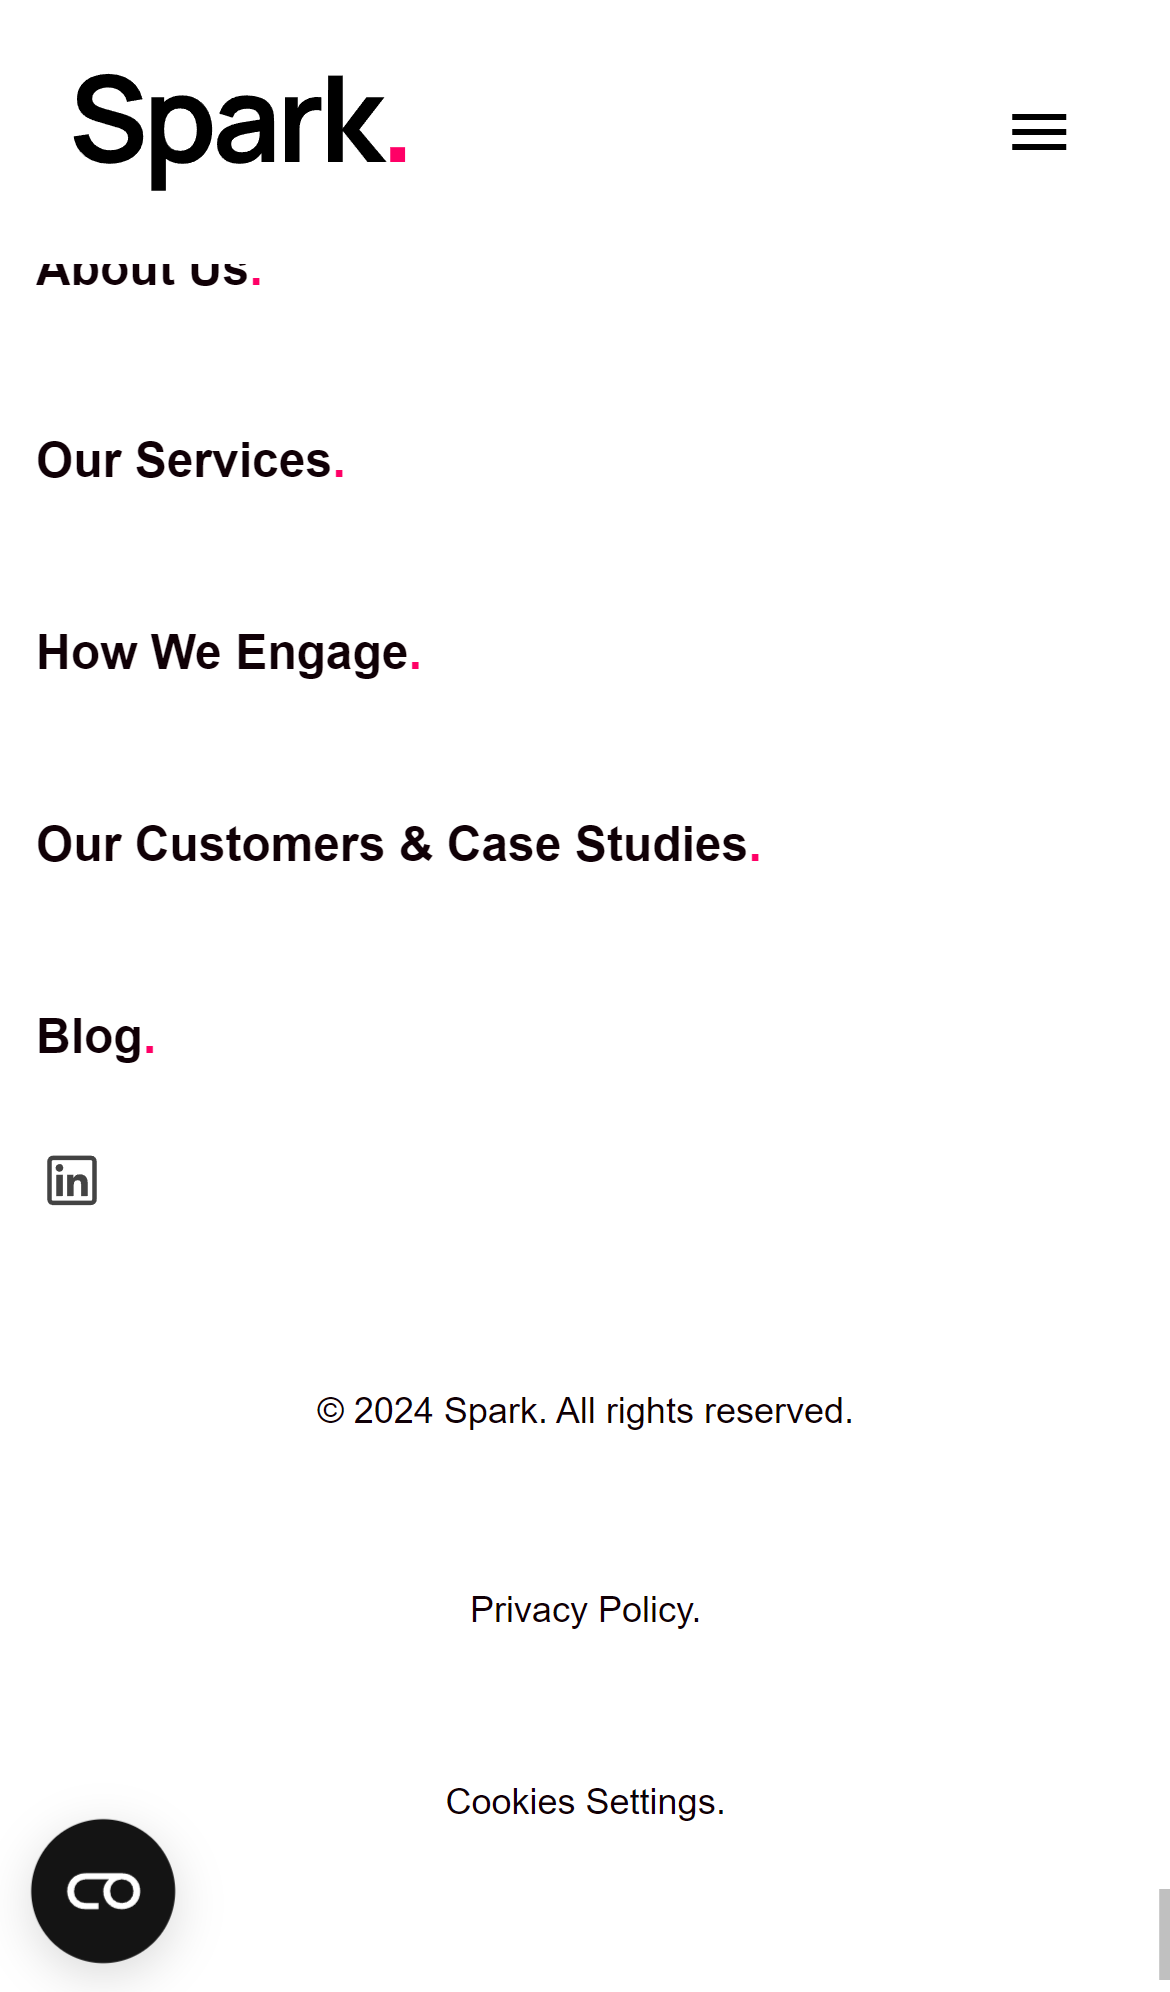 Spark.
About Us.
Our Services.
How We Engage.
Our Customers & Case Studies.
Blog.
in
© 2024 Spark. All rights reserved.
Privacy Policy.
Cookies Settings.